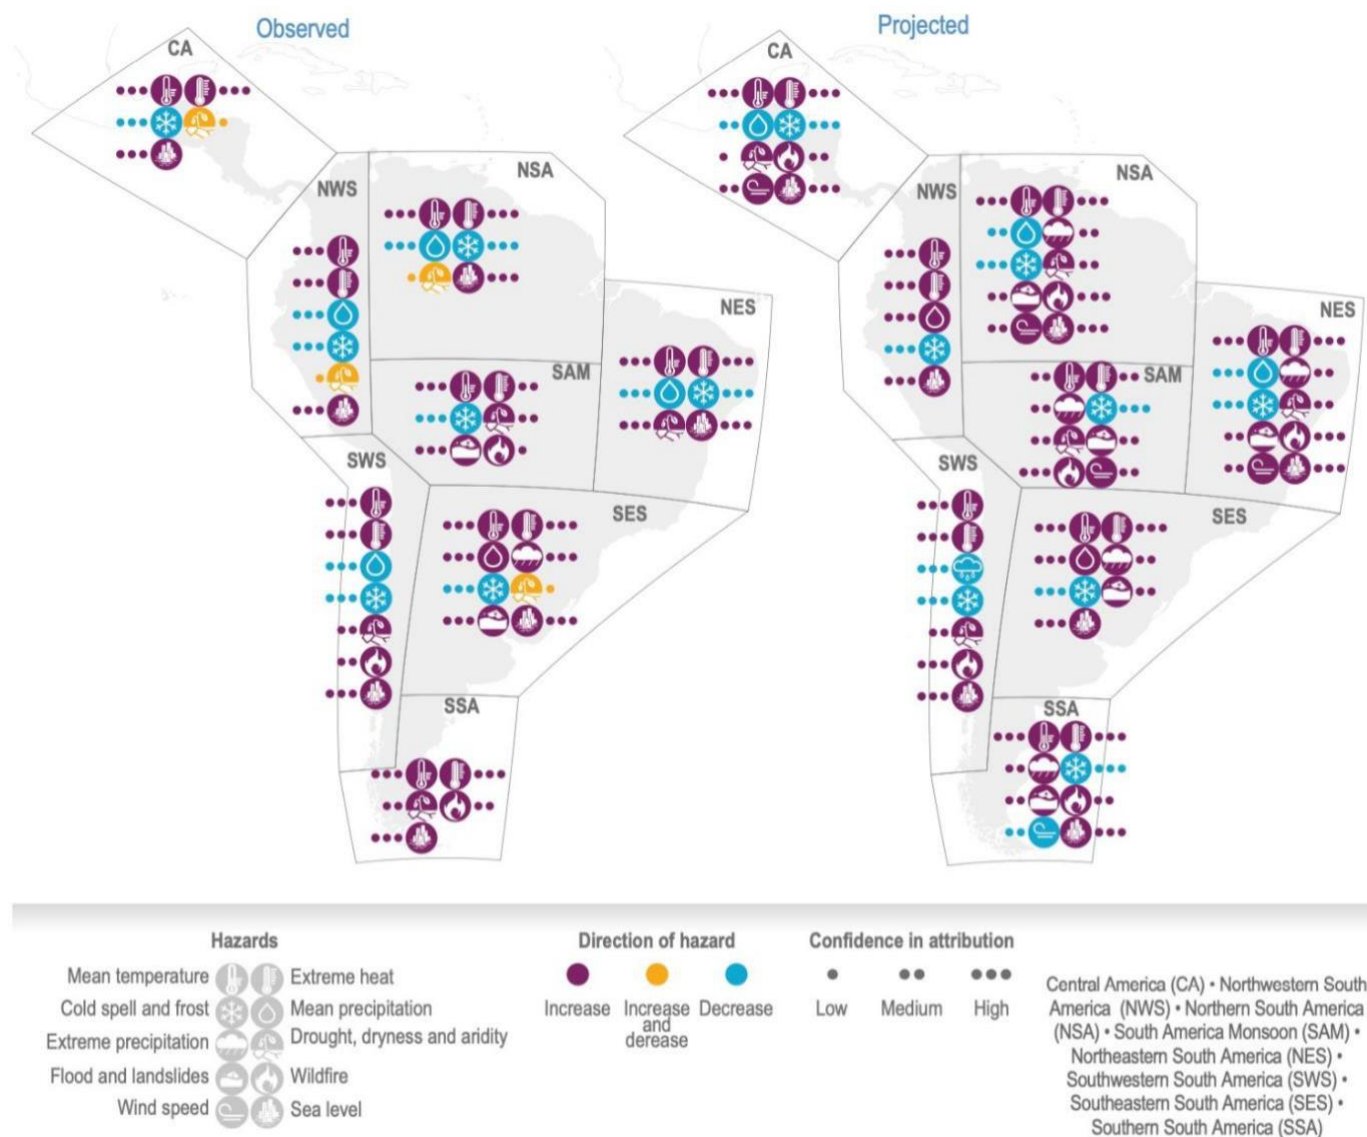 Observed
Projected
CA
NWS
NSA
NES
SAM
SWS
SES
SSA
CA
NWS
NSA
NES
SAM
SWS
SES
SSA
Hazards
Mean temperature
Extreme heat
Cold spell and frost
Mean precipitation
Extreme precipitation
Drought, dryness and aridity
Flood and landslides
Wildfire
Wind speed
Sea level
Direction of hazard
Increase
Increase
and
derease
Decrease
Confidence in attribution
Low
Medium
High
Central America (CA) • Northwestern South
America (NWS) • Northern South America
(NSA) • South America Monsoon (SAM) •
Northeastern South America (NES) •
Southwestern South America (SWS) •
Southeastern South America (SES) •
Southern South America (SSA)